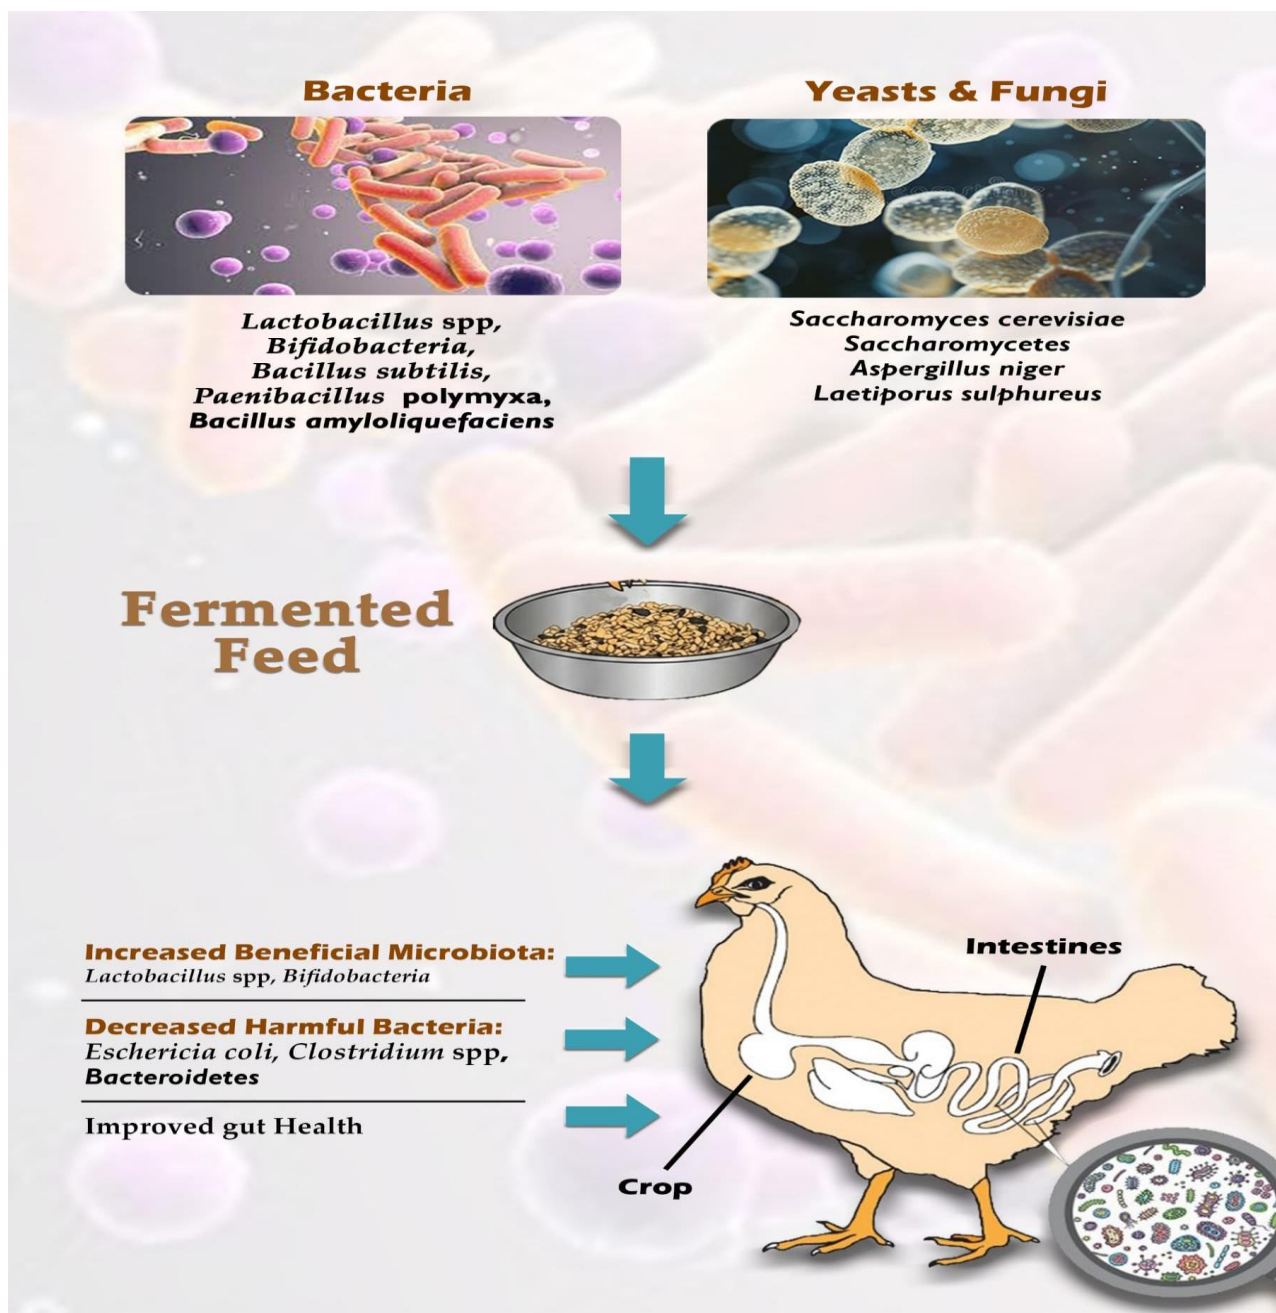 Bacteria
Lactobacillus spp,
Bifidobacteria,
Bacillus subtilis,
Paenibacillus polymyxa,
Bacillus amyloliquefaciens
Yeasts & Fungi
Saccharomyces cerevisiae
Saccharomycetes
Aspergillus niger
Laetiporus sulphureus
Fermented
Feed
Increased Beneficial Microbiota:
Lactobacillus spp, Bifidobacteria
Decreased Harmful Bacteria:
Eschericia coli, Clostridium spp,
Bacteroidetes
Improved gut Health
Intestines
Crop